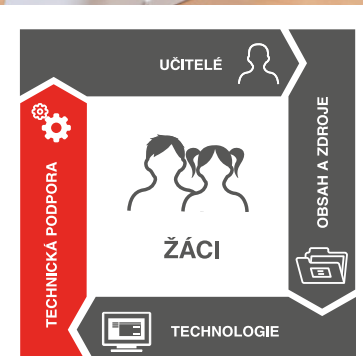 UČITELÉ
OBSAH A ZDROJE
TECHNICKÁ PODPORA
ŽÁCI
TECHNOLOGIE